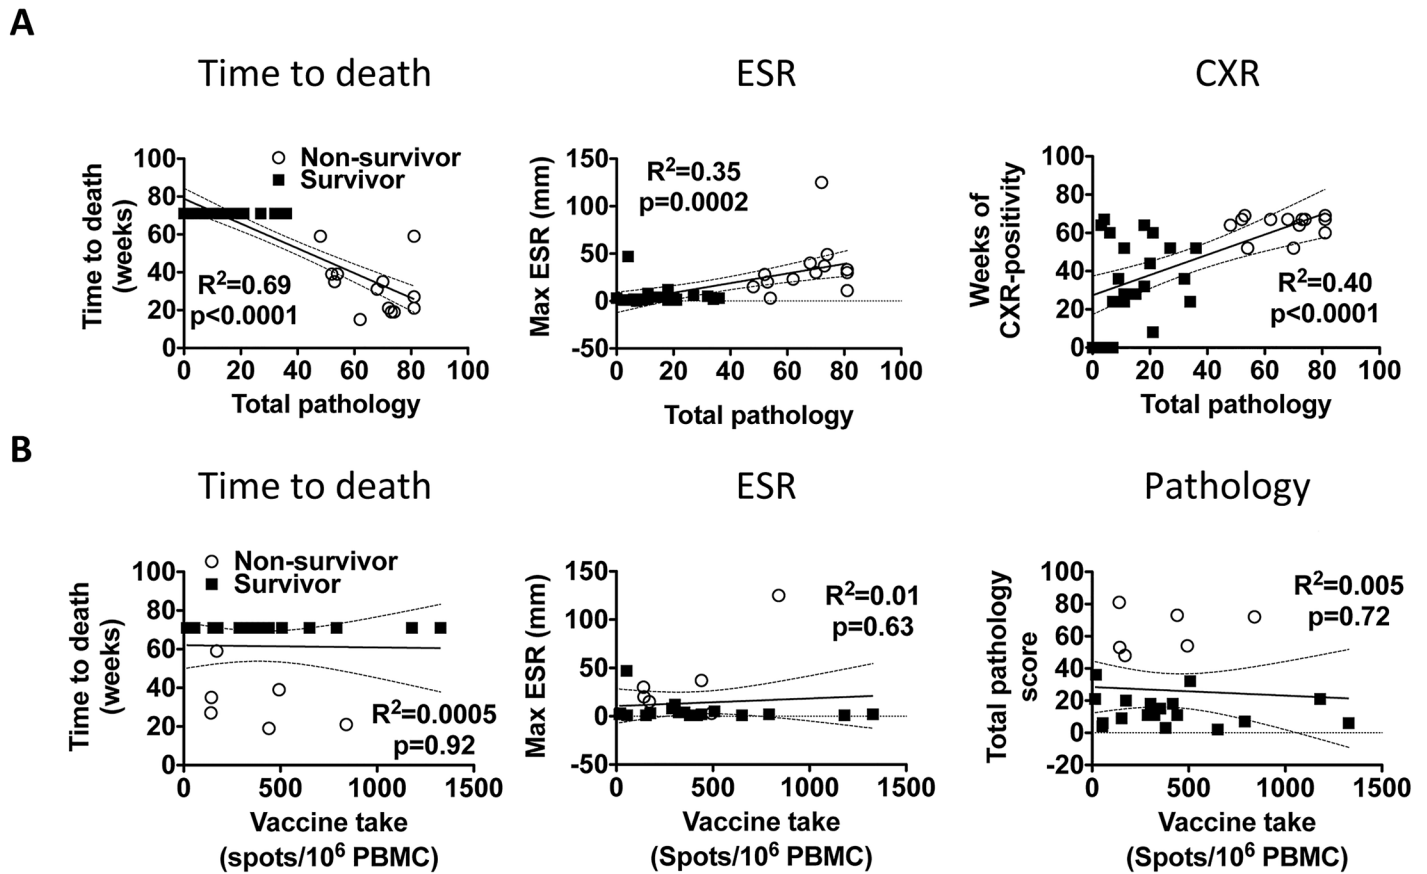 A
Time to death
ESR
CXR
Time to death
(weeks)
100
80
60
40
20
0
Non-survivor
Survivor
R²=0.69
p<0.0001
0 20 40 60 80 100
Total pathology
Max ESR (mm)
150
100
50
0
-50
R²=0.35
p=0.0002
0 20 40 60 80 100
Total pathology
Weeks of
CXR-positivity
100
80
60
40
20
0
R²=0.40
p<0.0001
0 20 40 60 80 100
Total pathology
B
Time to death
ESR
Pathology
Time to death
(weeks)
100
80
60
40
20
0
Non-survivor
Survivor
R²=0.0005
p=0.92
0 500 1000 1500
Vaccine take
(spots/10⁶ PBMC)
Max ESR (mm)
150
100
50
0
-50
R²=0.01
p=0.63
0 500 1000 1500
Vaccine take
(Spots/10⁶ PBMC)
Total pathology
score
100
80
60
40
20
0
-20
R²=0.005
p=0.72
0 500 1000 1500
Vaccine take
(Spots/10⁶ PBMC)